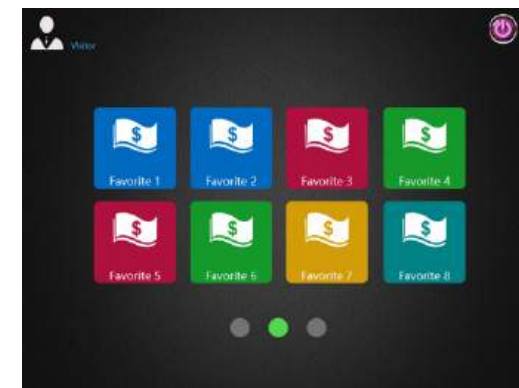 Visitor
$
$
$
$
Favorite 1
Favorite 2
Favorite 3
Favorite 4
$
$
$
$
Favorite 5
Favorite 6
Favorite 7
Favorite 8